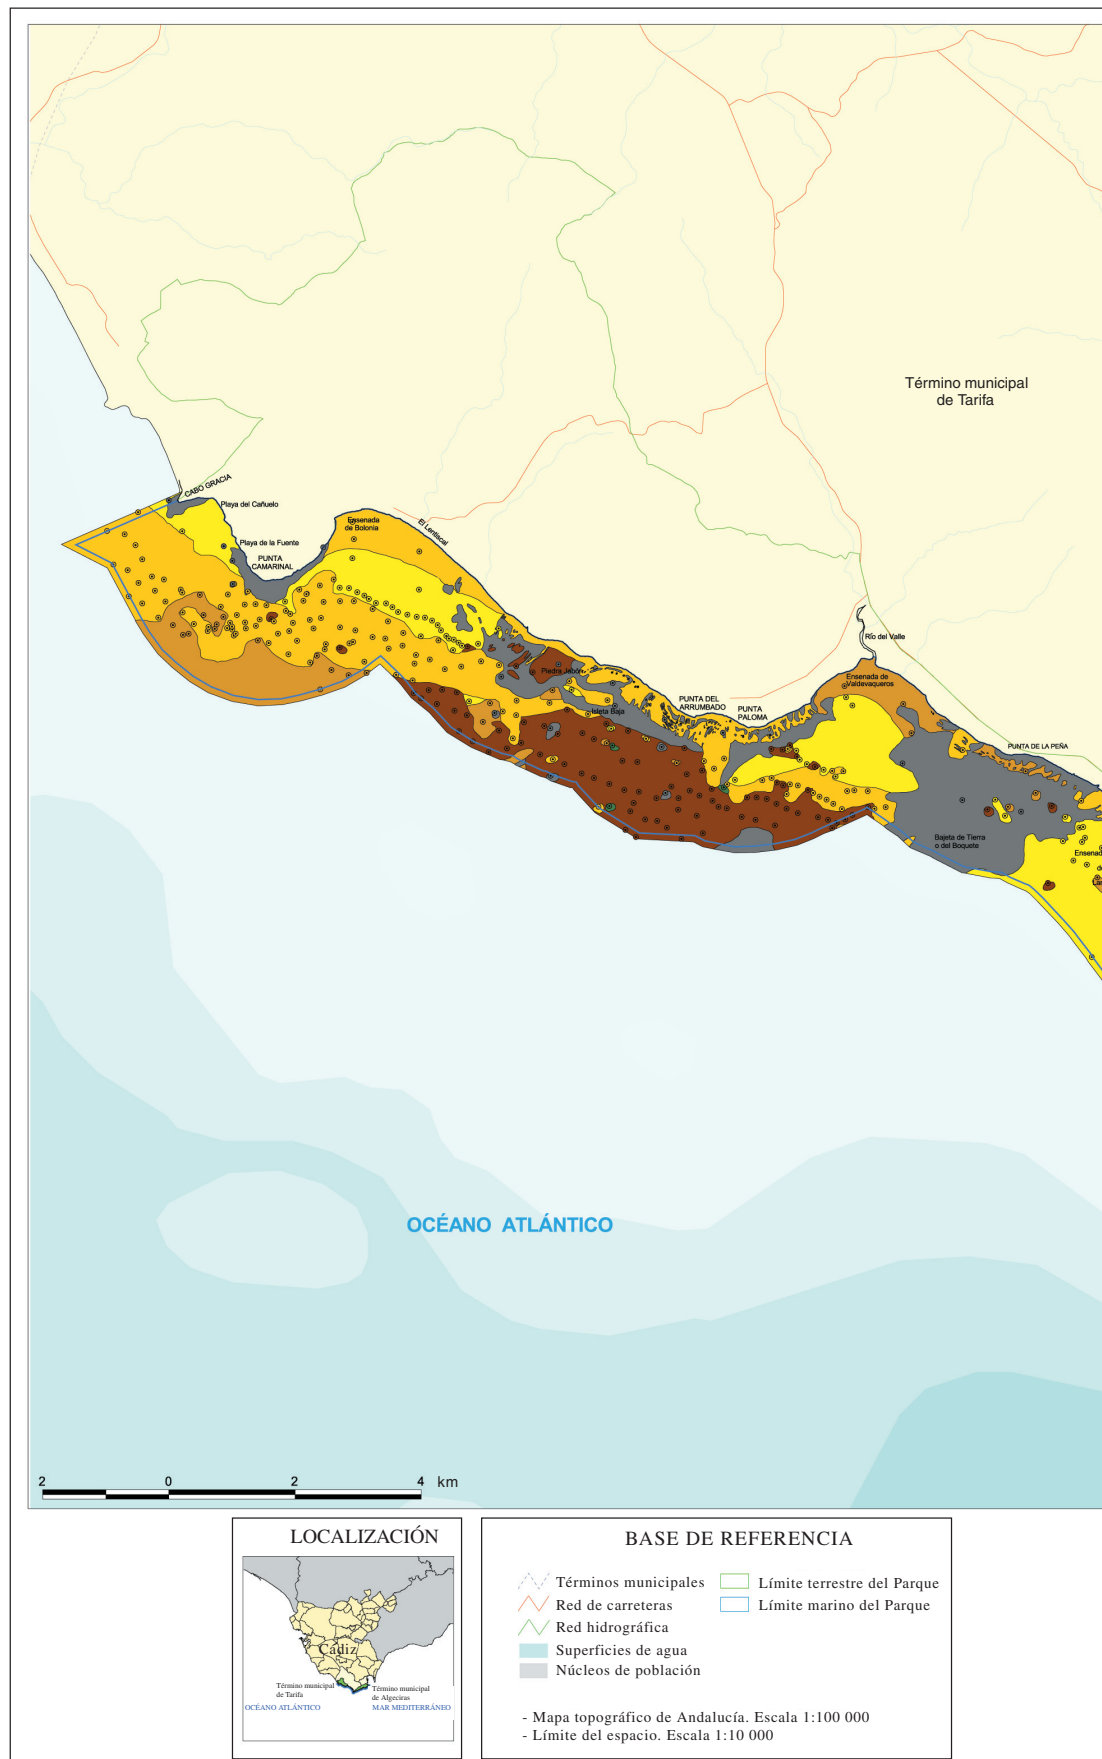 Término municipal
de Tarifa
CABO GRACIA
Playa del Cañuelo
Ensenada
de Bolonia
El Lentiscal
Playa de la Fuente
PUNTA
CAMARINAL
Río del Valle
Piedra Jabón
Ensenada de
Valdevaqueros
PUNTA DEL
ARRUMBADO
PUNTA
PALOMA
Isleta Baja
PUNTA DE LA PEÑA
Bajeta de Tierra
o del Boquete
Ensenad
de
Lan
OCÉANO ATLÁNTICO
2 0 2 4 km
LOCALIZACIÓN
Cádiz
Término municipal
de Tarifa
Término municipal
de Algeciras
OCÉANO ATLÁNTICO
MAR MEDITERRÁNEO
BASE DE REFERENCIA
Términos municipales
Red de carreteras
Red hidrográfica
Superficies de agua
Núcleos de población
Límite terrestre del Parque
Límite marino del Parque
- Mapa topográfico de Andalucía. Escala 1:100 000
- Límite del espacio. Escala 1:10 000